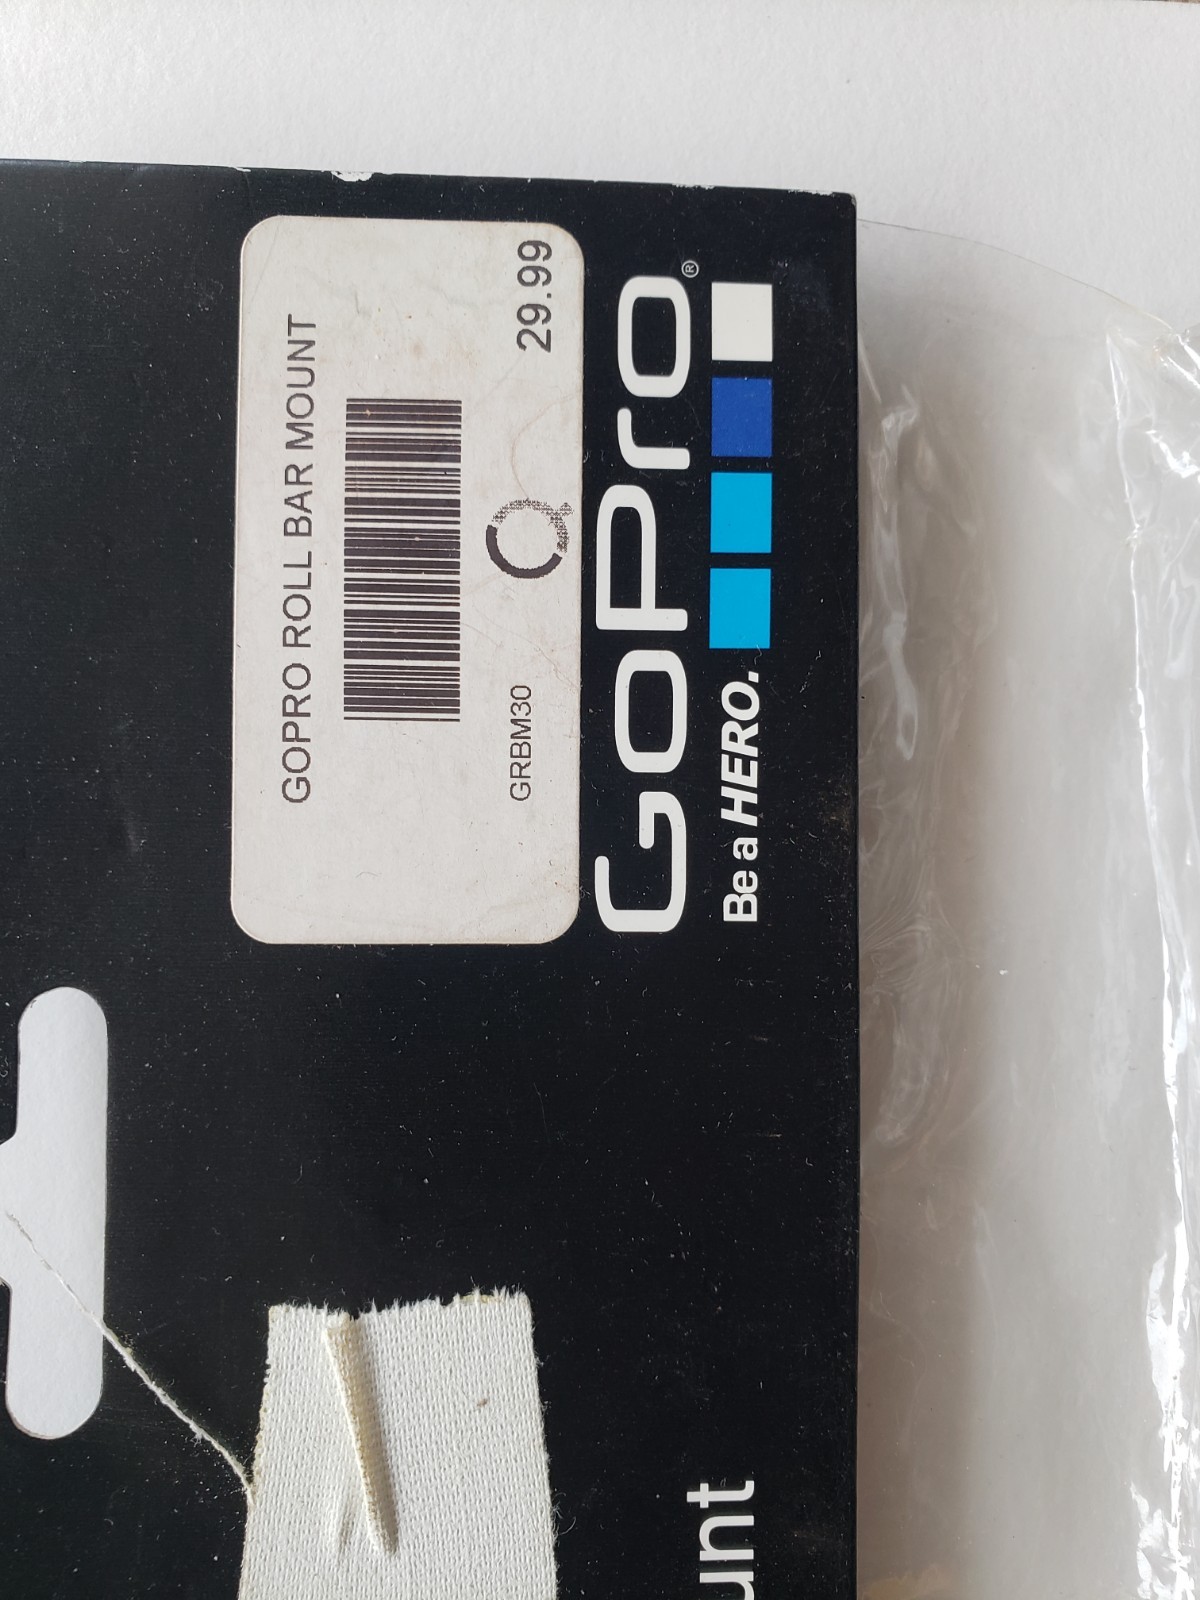 GOPRO ROLL BAR MOUNT
GRBM30
29.99
GoPro®
Be a HERO.
unt